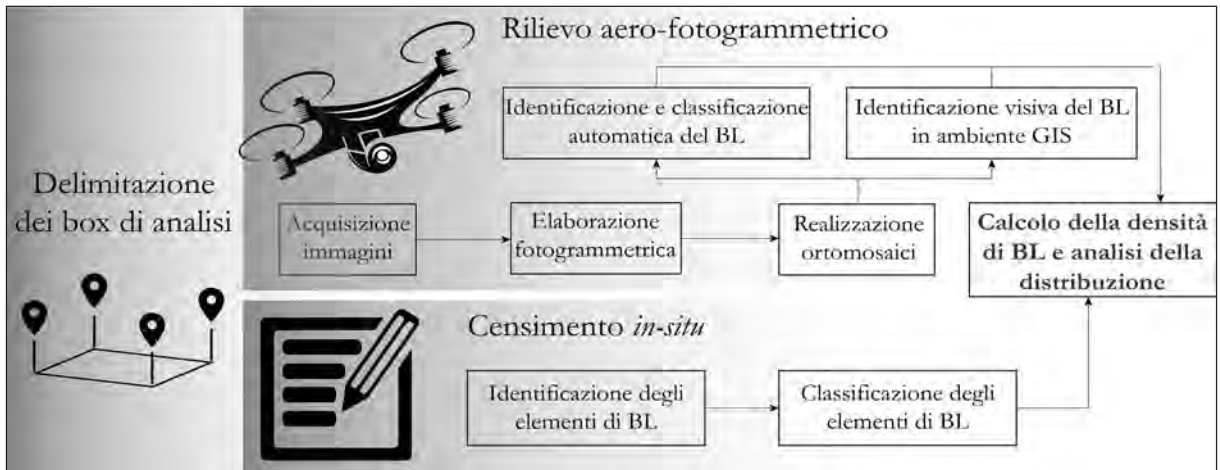 Delimitazione
dei box di analisi
Rilievo aero-fotogrammetrico
Identificazione e classificazione
automatica del BL
Identificazione visiva del BL
in ambiente GIS
Acquisizione
immagini
Elaborazione
fotogrammetrica
Realizzazione
ortomosaici
Calcolo della densità
di BL e analisi della
distribuzione
Censimento in-situ
Identificazione degli
elementi di BL
Classificazione degli
elementi di BL